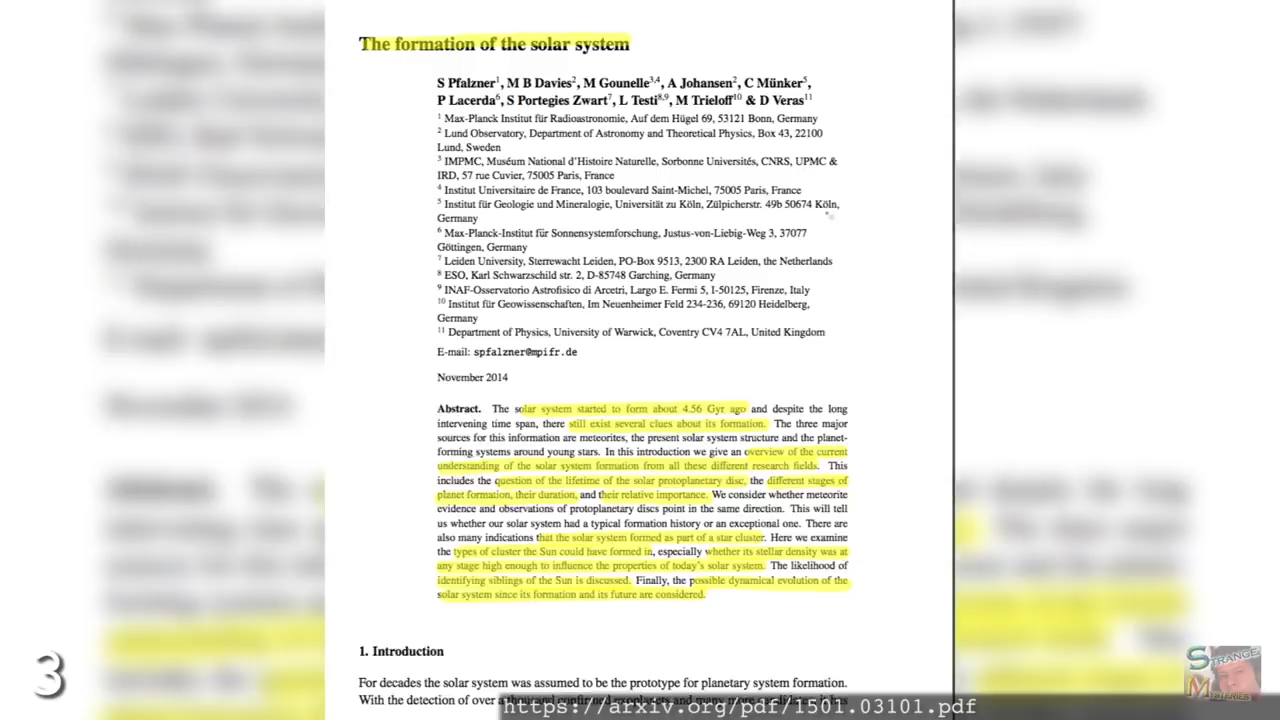 The formation of the solar system
S Pfalzner1, M B Davies2, M Gounelle3,4, A Johansen2, C Münker5,
P Lacerda6, S Portegies Zwart7, L Testi8,9, M Trieloff10 & D Veras11
1 Max-Planck Institut für Radioastronomie, Auf dem Hügel 69, 53121 Bonn, Germany
2 Lund Observatory, Department of Astronomy and Theoretical Physics, Box 43, 22100
Lund, Sweden
3 IMPMC, Muséum National d'Histoire Naturelle, Sorbonne Universités, CNRS, UPMC &
IRD, 57 rue Cuvier, 75005 Paris, France
4 Institut Universitaire de France, 103 boulevard Saint-Michel, 75005 Paris, France
5 Institut für Geologie und Mineralogie, Universität zu Köln, Zülpicherstr. 49b 50674 Köln,
Germany
6 Max-Planck-Institut für Sonnensystemforschung, Justus-von-Liebig-Weg 3, 37077
Göttingen, Germany
7 Leiden University, Sterrewacht Leiden, PO-Box 9513, 2300 RA Leiden, the Netherlands
8 ESO, Karl Schwarzschild str. 2, D-85748 Garching, Germany
9 INAF-Osservatorio Astrofisico di Arcetri, Largo E. Fermi 5, I-50125, Firenze, Italy
10 Institut für Geowissenschaften, Im Neuenheimer Feld 234-236, 69120 Heidelberg,
Germany
11 Department of Physics, University of Warwick, Coventry CV4 7AL, United Kingdom
E-mail: spfalzner@mpifr.de
November 2014
Abstract. The solar system started to form about 4.56 Gyr ago and despite the long
intervening time span, there still exist several clues about its formation. The three major
sources for this information are meteorites, the present solar system structure and the planet-
forming systems around young stars. In this introduction we give an overview of the current
understanding of the solar system formation from all these different research fields. This
includes the question of the lifetime of the solar protoplanetary disc, the different stages of
planet formation, their duration, and their relative importance. We consider whether meteorite
evidence and observations of protoplanetary discs point in the same direction. This will tell
us whether our solar system had a typical formation history or an exceptional one. There are
also many indications that the solar system formed as part of a star cluster. Here we examine
the types of cluster the Sun could have formed in, especially whether its stellar density was at
any stage high enough to influence the properties of today's solar system. The likelihood of
identifying siblings of the Sun is discussed. Finally, the possible dynamical evolution of the
solar system since its formation and its future are considered.
1. Introduction
For decades the solar system was assumed to be the prototype for planetary system formation.
With the detection of over a thousand confirmed exoplanets and many more
https://arxiv.org/pdf/1501.03101.pdf
3
STRANGE
MYSTERIES